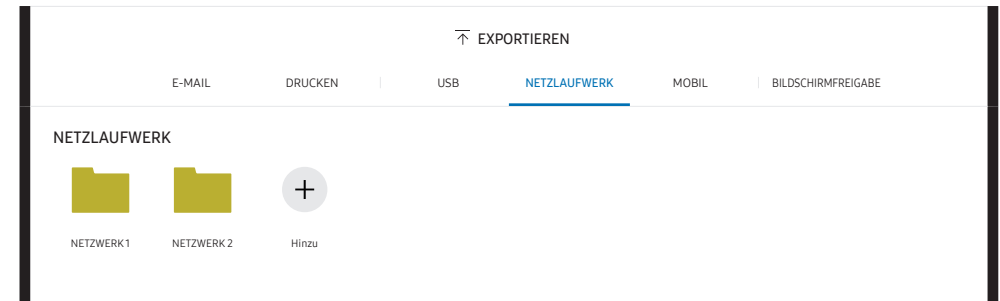 EXPORTIEREN
E-MAIL DRUCKEN USB NETZLAUFWERK MOBIL BILDSCHIRMFREIGABE
NETZLAUFWERK
NETZWERK 1 NETZWERK 2 Hinzu